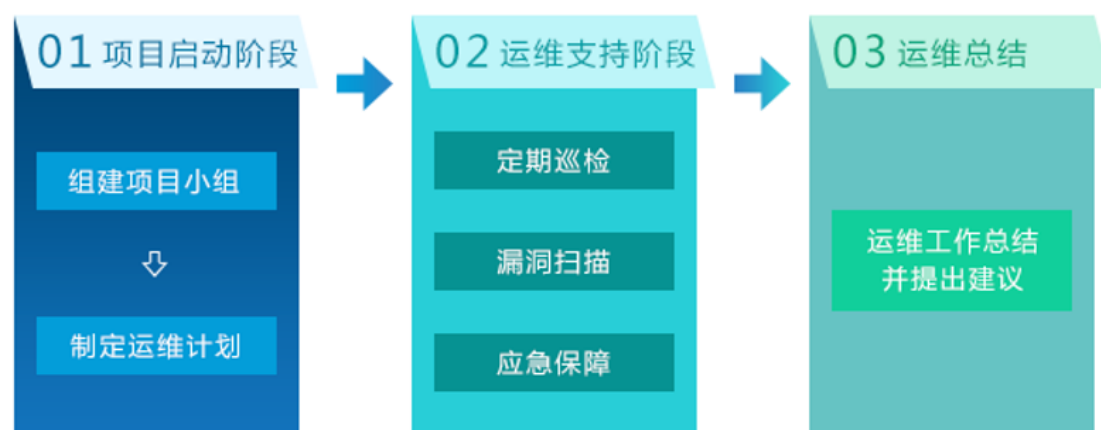 01 项目启动阶段
组建项目小组
制定运维计划
02 运维支持阶段
定期巡检
漏洞扫描
应急保障
03 运维总结
运维工作总结
并提出建议